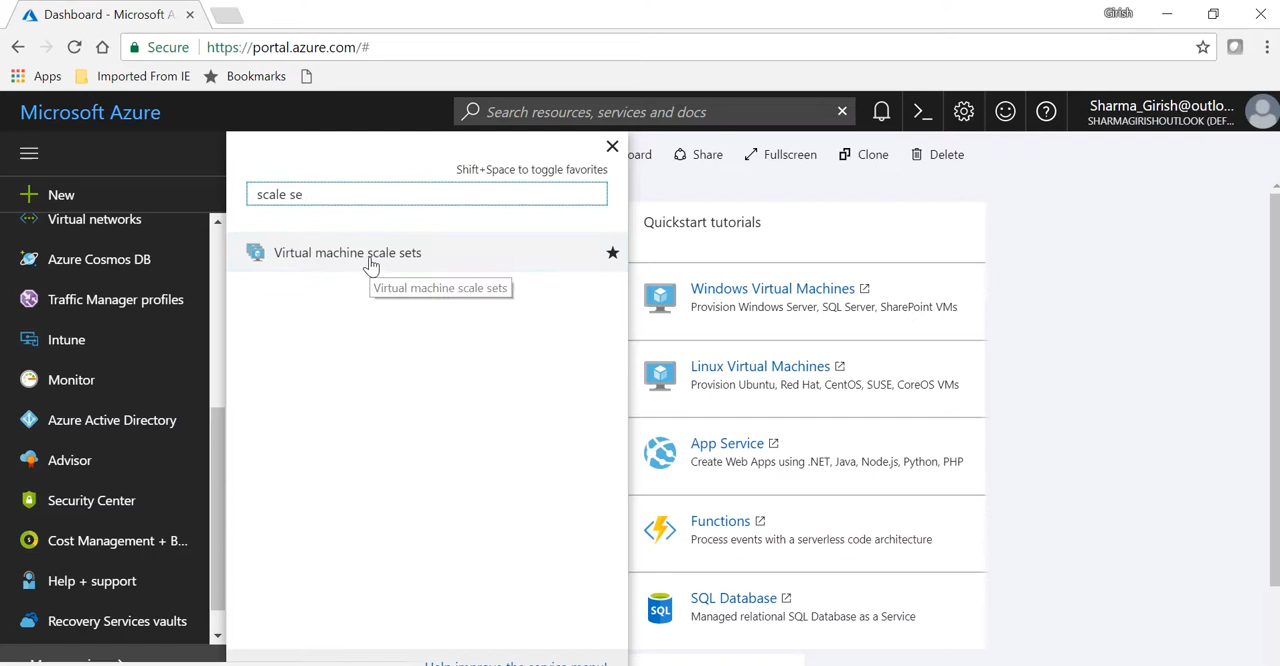 Dashboard - Microsoft A
Girish
Secure
https://portal.azure.com/#
Apps
Imported From IE
Bookmarks
Microsoft Azure
Search resources, services and docs
Sharma_Girish@outlo...
SHARMAGIRISHOUTLOOK (DEF...
New
Virtual networks
Azure Cosmos DB
Traffic Manager profiles
Intune
Monitor
Azure Active Directory
Advisor
Security Center
Cost Management + B...
Help + support
Recovery Services vaults
Shift+Space to toggle favorites
scale se
Virtual machine scale sets
Virtual machine scale sets
Help improve the service menu!
oard
Share
Fullscreen
Clone
Delete
Quickstart tutorials
Windows Virtual Machines
Provision Windows Server, SQL Server, SharePoint VMs
Linux Virtual Machines
Provision Ubuntu, Red Hat, CentOS, SUSE, CoreOS VMs
App Service
Create Web Apps using .NET, Java, Node.js, Python, PHP
Functions
Process events with a serverless code architecture
SQL
SQL Database
Managed relational SQL Database as a Service